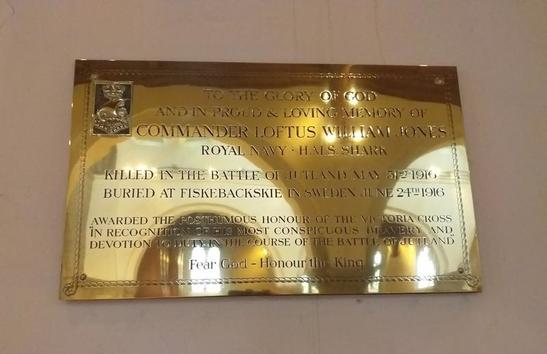 TO THE GLORY OF GOD
AND IN PROUD & LOVING MEMORY OF
COMMANDER LOFTUS WILLIAM JONES
ROYAL NAVY · H.M.S. SHARK
KILLED IN THE BATTLE OF JUTLAND MAY 31ST 1916
BURIED AT FISKEBACKSKIE IN SWEDEN JUNE 24TH 1916
AWARDED THE POSTHUMOUS HONOUR OF THE VICTORIA CROSS
"IN RECOGNITION OF HIS MOST CONSPICUOUS BRAVERY AND
DEVOTION TO DUTY IN THE COURSE OF THE BATTLE OF JUTLAND"
Fear God - Honour the King